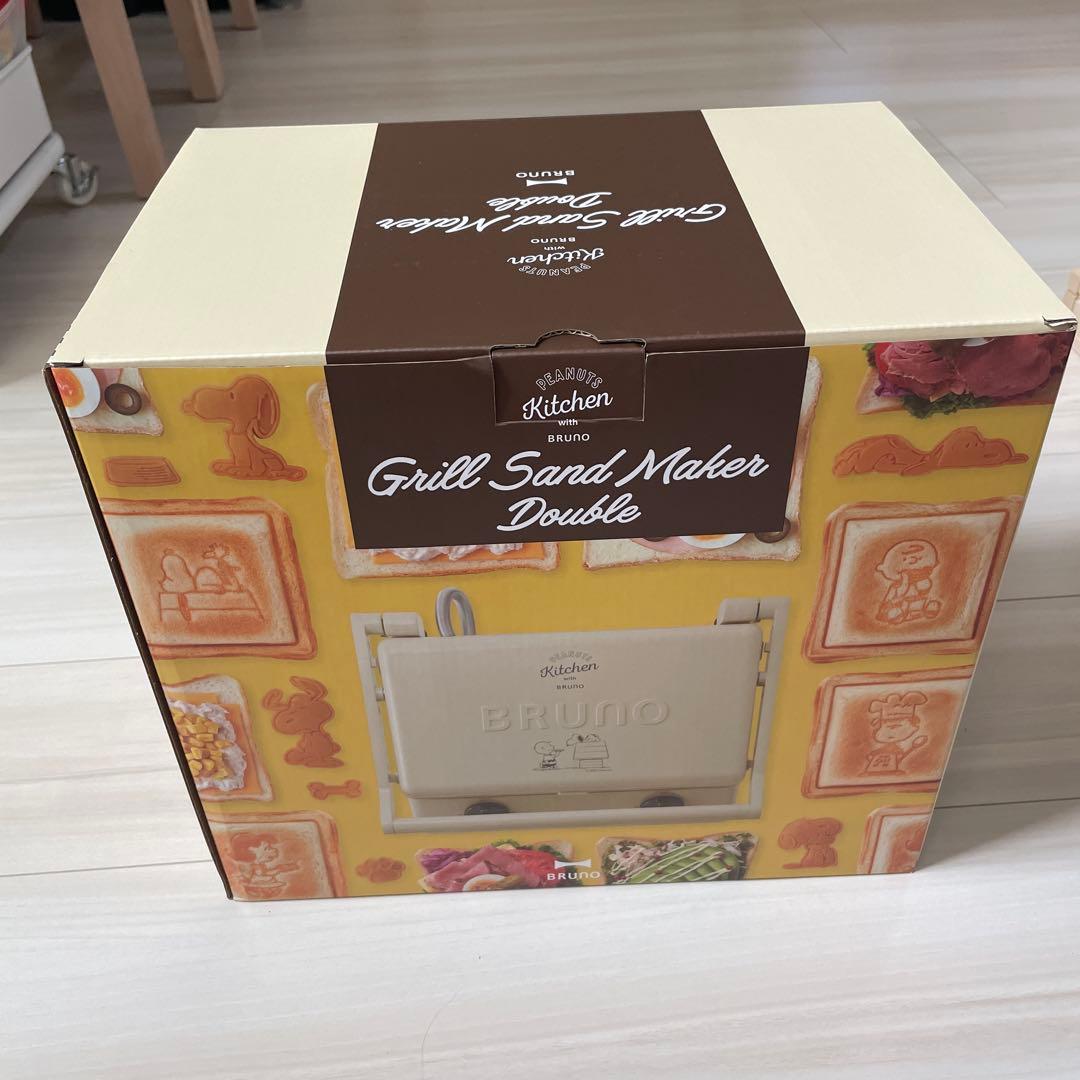 BRUNO
Grill Sand Maker
Double
PEANUTS
Kitchen
with
BRUNO
PEANUTS
Kitchen
with
BRUNO
Grill Sand Maker
Double
PEANUTS
Kitchen
with
BRUNO
BRUNO
BRUNO